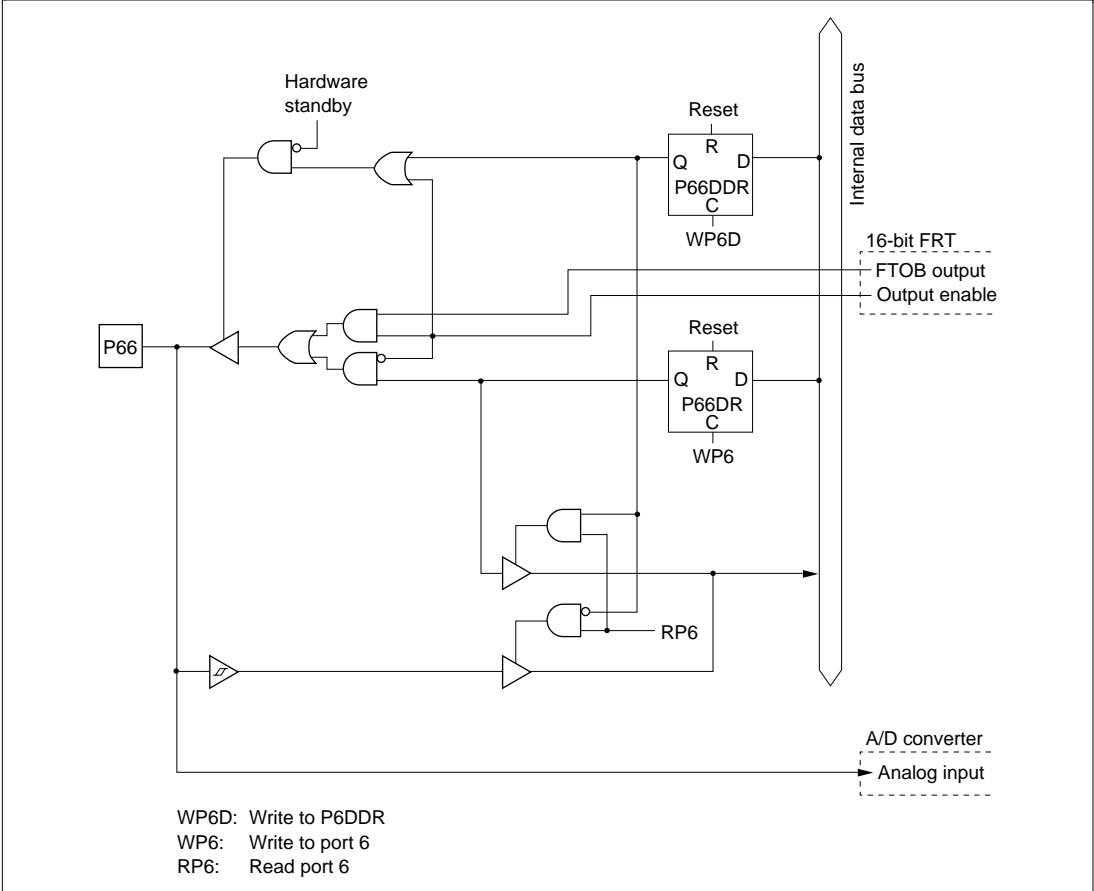 Hardware
standby
Reset
R
Q D
P66DDR
C
WP6D
Internal data bus
16-bit FRT
FTOB output
Output enable
P66
Reset
R
Q D
P66DR
C
WP6
RP6
A/D converter
Analog input
WP6D: Write to P6DDR
WP6: Write to port 6
RP6: Read port 6